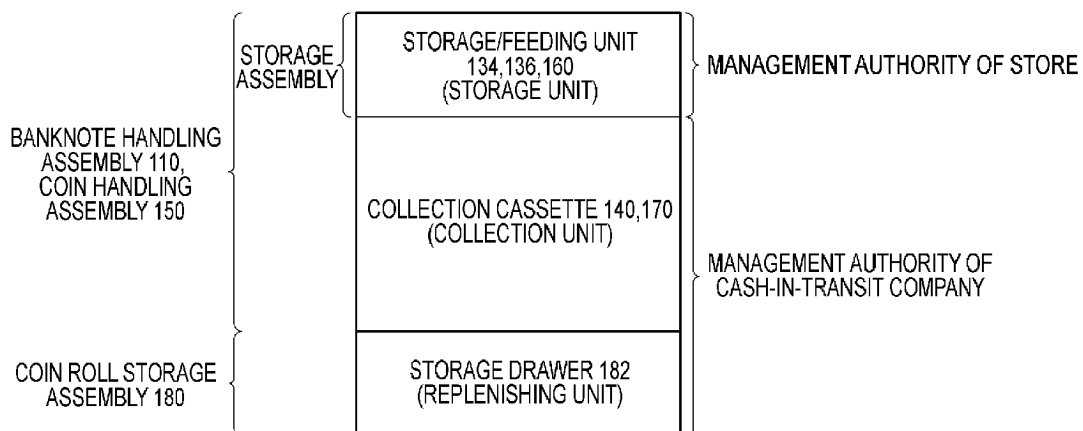 STORAGE
ASSEMBLY
STORAGE/FEEDING UNIT
134,136,160
(STORAGE UNIT)
MANAGEMENT AUTHORITY OF STORE
BANKNOTE HANDLING
ASSEMBLY 110,
COIN HANDLING
ASSEMBLY 150
COLLECTION CASSETTE 140,170
(COLLECTION UNIT)
MANAGEMENT AUTHORITY OF
CASH-IN-TRANSIT COMPANY
COIN ROLL STORAGE
ASSEMBLY 180
STORAGE DRAWER 182
(REPLENISHING UNIT)